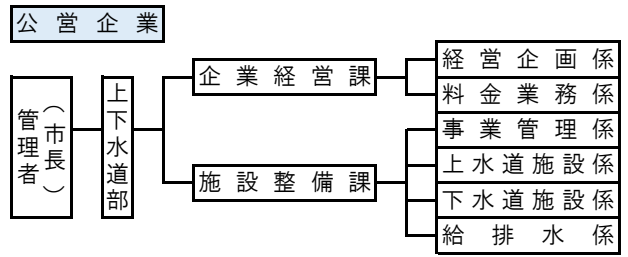 公営企業
管理者
（市長）
上下水道部
企業経営課
経営企画係
料金業務係
施設整備課
事業管理係
上水道施設係
下水道施設係
給排水係